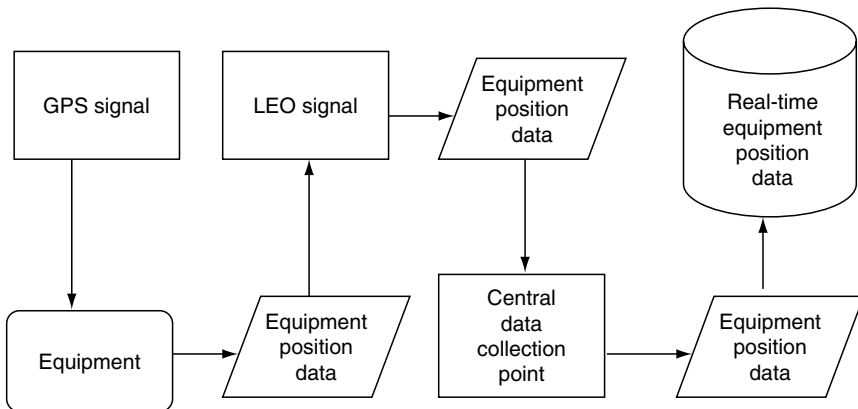 GPS signal
LEO signal
Equipment
position
data
Real-time
equipment
position
data
Equipment
Equipment
position
data
Central
data
collection
point
Equipment
position
data